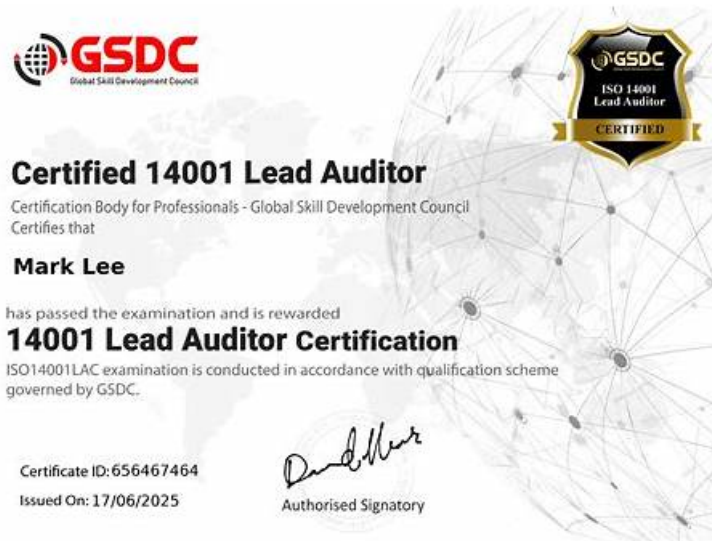 GSDC
Global Skill Development Council
GSDC
ISO 14001
Lead Auditor
CERTIFIED
Certified 14001 Lead Auditor
Certification Body for Professionals - Global Skill Development Council
Certifies that
Mark Lee
has passed the examination and is rewarded
14001 Lead Auditor Certification
ISO14001LAC examination is conducted in accordance with qualification scheme
governed by GSDC.
Certificate ID: 656467464
Issued On: 17/06/2025
Authorised Signatory